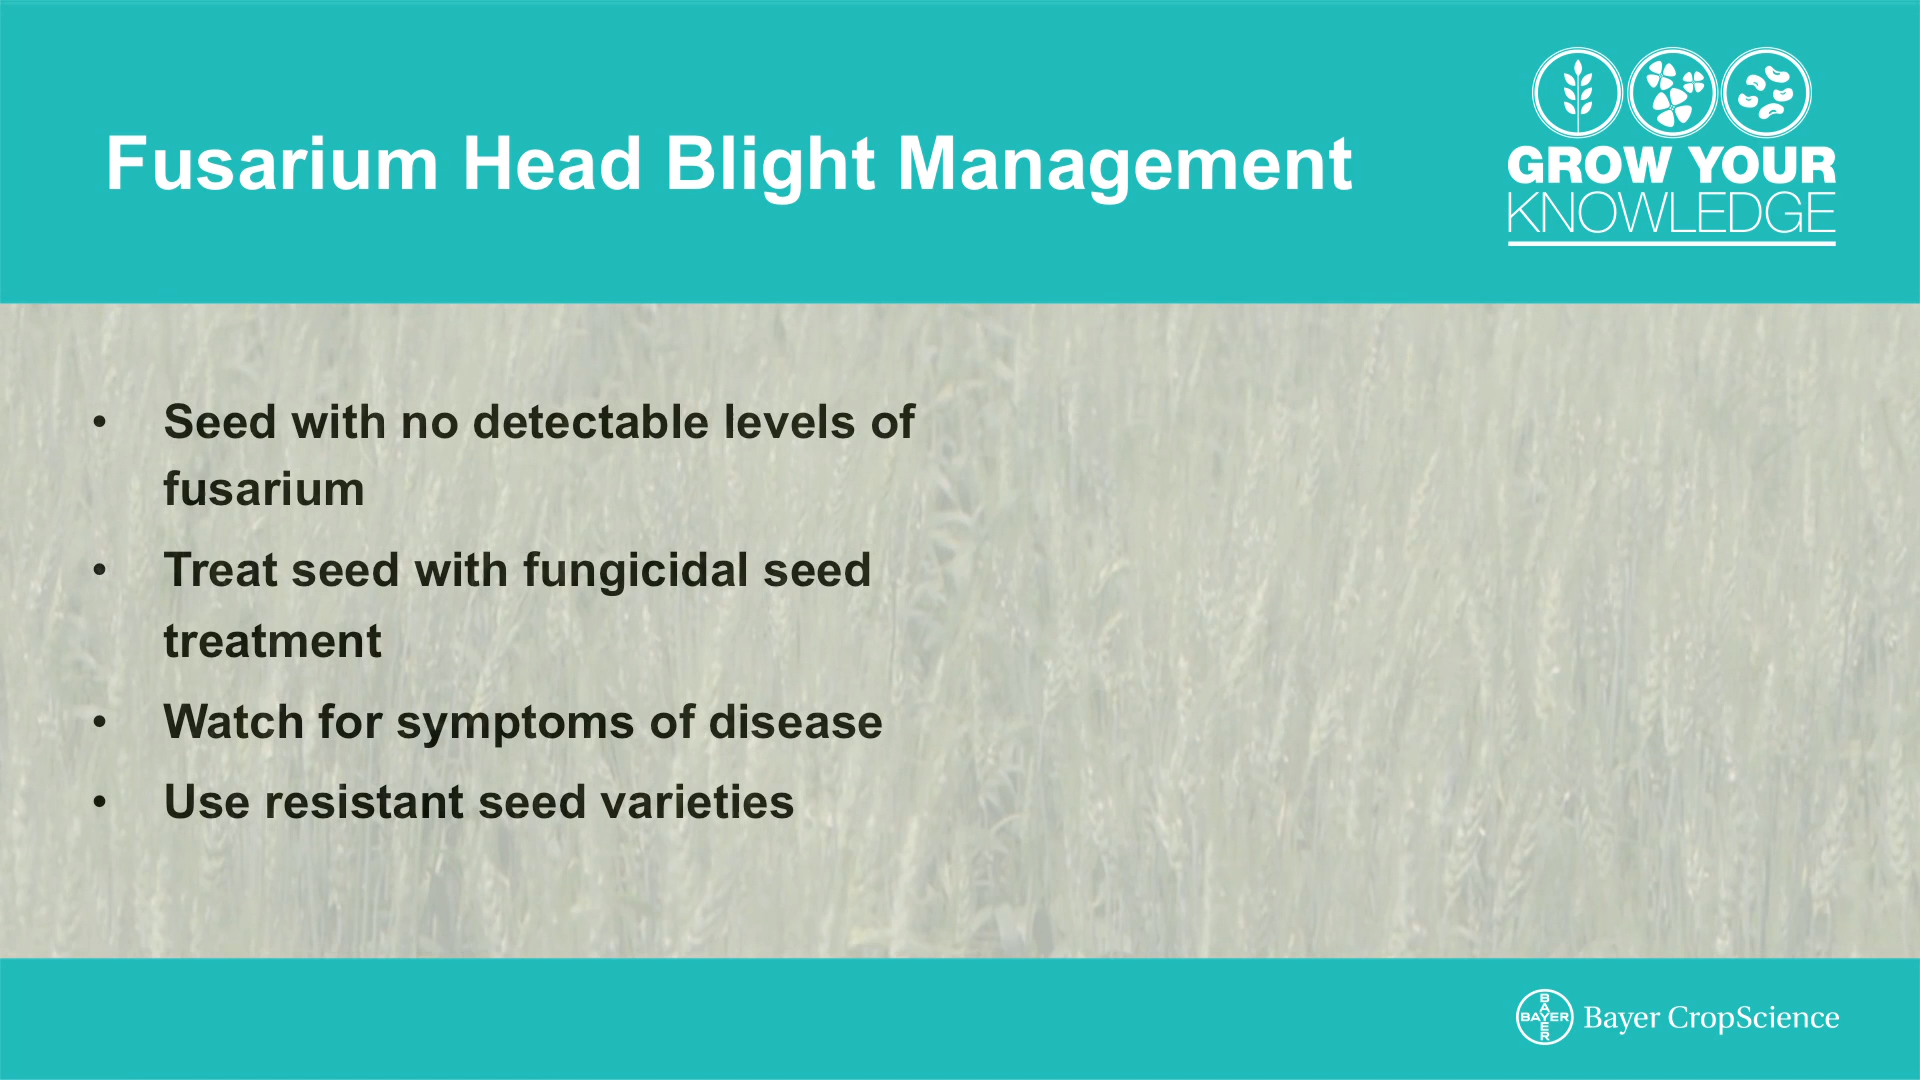 Fusarium Head Blight Management
GROW YOUR
KNOWLEDGE
• Seed with no detectable levels of
fusarium
• Treat seed with fungicidal seed
treatment
• Watch for symptoms of disease
• Use resistant seed varieties
BAYER
BAYER
Bayer CropScience